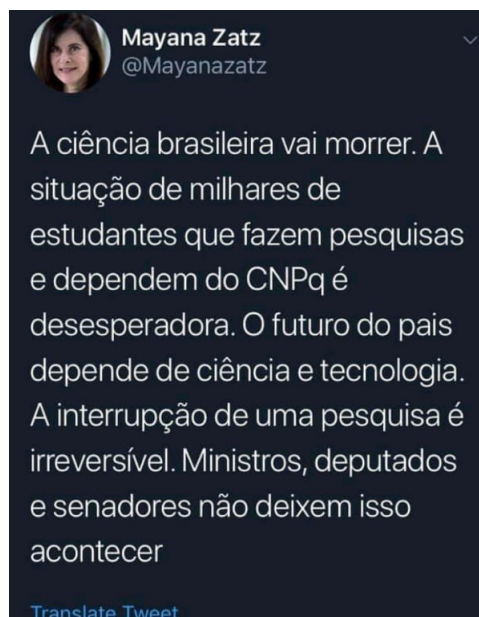 Mayana Zatz
@Mayanazatz
A ciência brasileira vai morrer. A
situação de milhares de
estudantes que fazem pesquisas
e dependem do CNPq é
desesperadora. O futuro do pais
depende de ciência e tecnologia.
A interrupção de uma pesquisa é
irreversível. Ministros, deputados
e senadores não deixem isso
acontecer
Translate Tweet